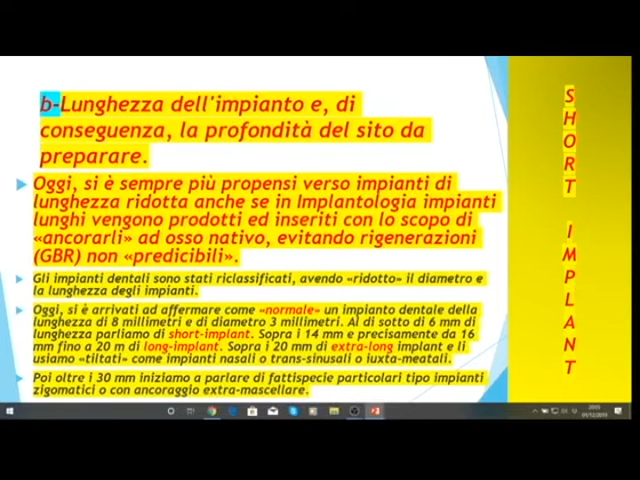 b-Lunghezza dell'impianto e, di
conseguenza, la profondità del sito da
preparare.
Oggi, si è sempre più propensi verso impianti di
lunghezza ridotta anche se in Implantologia impianti
lunghi vengono prodotti ed inseriti con lo scopo di
«ancorarli» ad osso nativo, evitando rigenerazioni
(GBR) non «predicibili».
Gli impianti dentali sono stati riclassificati, avendo «ridotto» il diametro e
la lunghezza degli impianti.
Oggi, si è arrivati ad affermare come «normale» un impianto dentale della
lunghezza di 8 millimetri e di diametro 3 millimetri. Al di sotto di 6 mm di
lunghezza parliamo di short-implant. Sopra i 14 mm e precisamente da 16
mm fino a 20 m di long-implant. Sopra i 20 mm di extra-long implant e li
usiamo «tiltati» come impianti nasali o trans-sinusali o iuxta-meatali.
Poi oltre i 30 mm iniziamo a parlare di fattispecie particolari tipo impianti
zigomatici o con ancoraggio extra-mascellare.
S
H
O
R
T
I
M
P
L
A
N
T